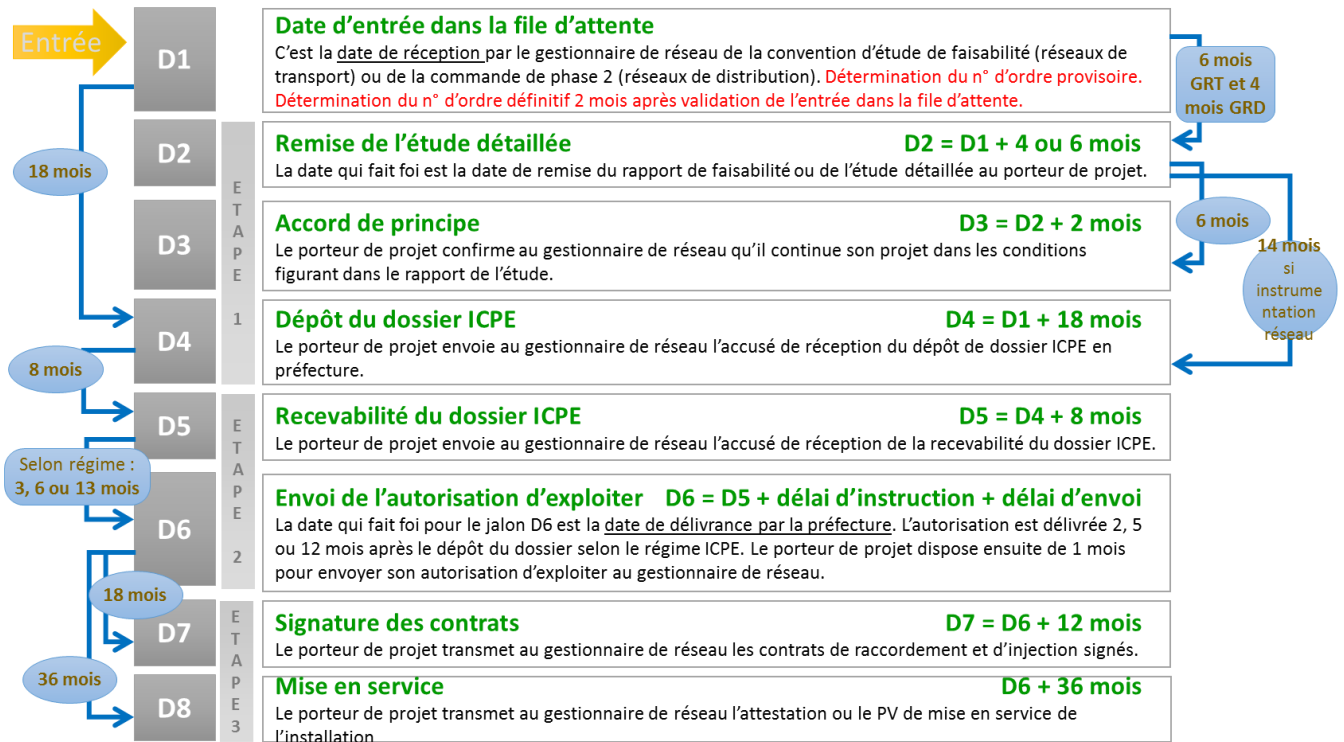 Entrée
D1
Date d’entrée dans la file d’attente
C’est la date de réception par le gestionnaire de réseau de la convention d’étude de faisabilité (réseaux de
transport) ou de la commande de phase 2 (réseaux de distribution). Détermination du n° d’ordre provisoire.
Détermination du n° d’ordre définitif 2 mois après validation de l’entrée dans la file d’attente.
6 mois
GRT et 4
mois GRD
18 mois
ETAPE 1
D2
Remise de l’étude détaillée D2 = D1 + 4 ou 6 mois
La date qui fait foi est la date de remise du rapport de faisabilité ou de l’étude détaillée au porteur de projet.
D3
Accord de principe D3 = D2 + 2 mois
Le porteur de projet confirme au gestionnaire de réseau qu’il continue son projet dans les conditions
figurant dans le rapport de l’étude.
6 mois
14 mois
si
instrume
ntation
réseau
D4
Dépôt du dossier ICPE D4 = D1 + 18 mois
Le porteur de projet envoie au gestionnaire de réseau l’accusé de réception du dépôt de dossier ICPE en
préfecture.
8 mois
ETAPE 2
D5
Recevabilité du dossier ICPE D5 = D4 + 8 mois
Le porteur de projet envoie au gestionnaire de réseau l’accusé de réception de la recevabilité du dossier ICPE.
Selon régime :
3, 6 ou 13 mois
D6
Envoi de l’autorisation d’exploiter D6 = D5 + délai d’instruction + délai d’envoi
La date qui fait foi pour le jalon D6 est la date de délivrance par la préfecture. L’autorisation est délivrée 2, 5
ou 12 mois après le dépôt du dossier selon le régime ICPE. Le porteur de projet dispose ensuite de 1 mois
pour envoyer son autorisation d’exploiter au gestionnaire de réseau.
18 mois
ETAPE3
D7
Signature des contrats D7 = D6 + 12 mois
Le porteur de projet transmet au gestionnaire de réseau les contrats de raccordement et d’injection signés.
36 mois
D8
Mise en service D6 + 36 mois
Le porteur de projet transmet au gestionnaire de réseau l’attestation ou le PV de mise en service de
l’installation